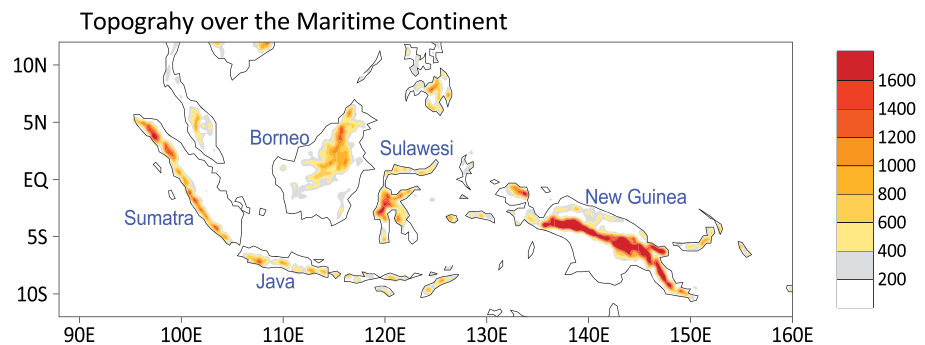 Topograhy over the Maritime Continent
10N
5N
EQ
5S
10S
90E 100E 110E 120E 130E 140E 150E 160E
Borneo
Sulawesi
New Guinea
Sumatra
Java
1600
1400
1200
1000
800
600
400
200